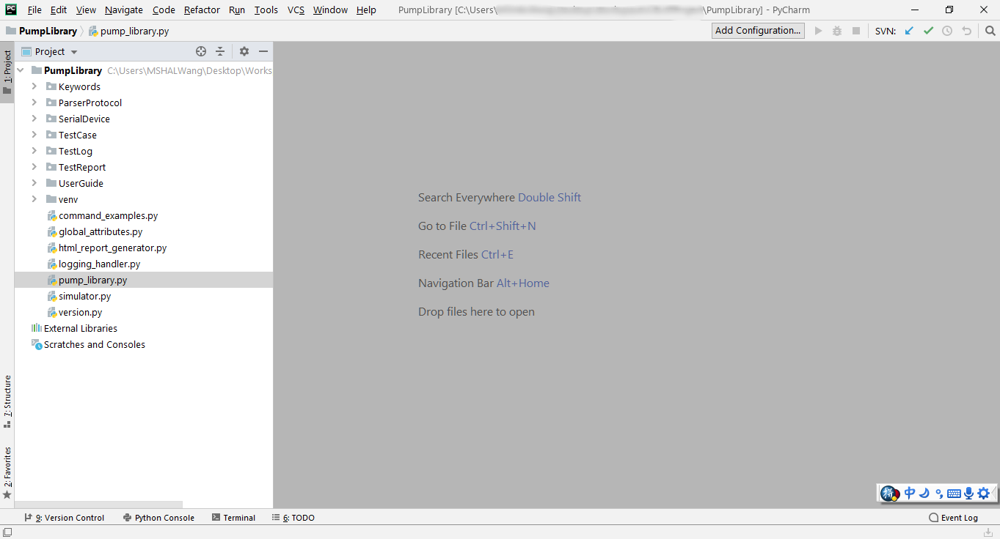 PC File Edit View Navigate Code Refactor Run Tools VCS Window Help PumpLibrary [C:\Users\ \PumpLibrary] - PyCharm
PumpLibrary pump_library.py Add Configuration... SVN:
1: Project
Project
PumpLibrary C:\Users\MSHALWang\Desktop\Works
Keywords
ParserProtocol
SerialDevice
TestCase
TestLog
TestReport
UserGuide
venv
command_examples.py
global_attributes.py
html_report_generator.py
logging_handler.py
pump_library.py
simulator.py
version.py
External Libraries
Scratches and Consoles
Search Everywhere Double Shift
Go to File Ctrl+Shift+N
Recent Files Ctrl+E
Navigation Bar Alt+Home
Drop files here to open
7: Structure
2: Favorites
拼 中
9: Version Control Python Console Terminal 6: TODO Event Log